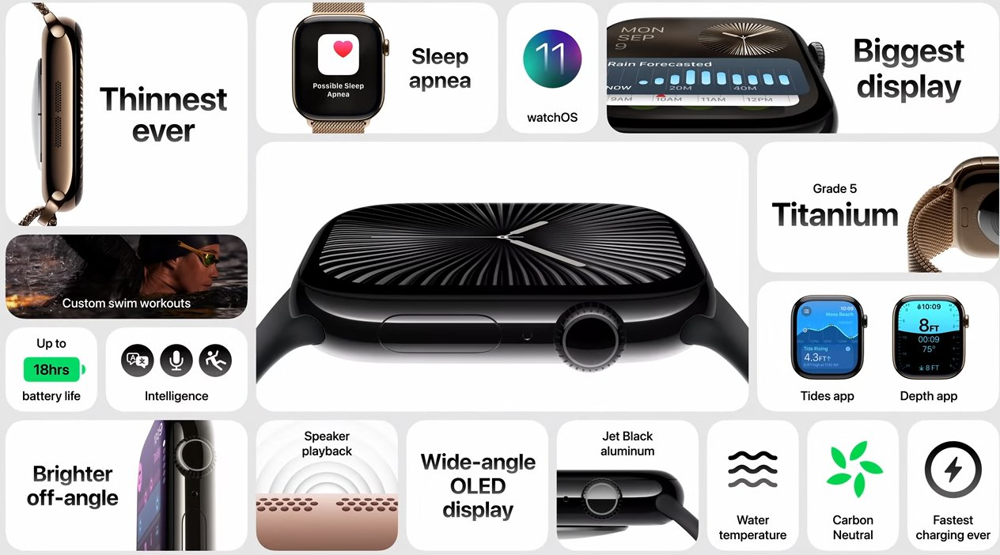 Thinnest
ever
Possible Sleep
Apnea
Sleep
apnea
11
watchOS
MON
SEP
9
Rain Forecasted
NOW
20M
40M
9AM
10AM
11AM
12PM
Biggest
display
Grade 5
Titanium
Custom swim workouts
Up to
18hrs
battery life
Intelligence
10:09
Moss Beach
Tide Rising
4.3FT↑
Tides app
10:09
8FT
00:09
75°
8 FT
Depth app
Brighter
off-angle
Speaker
playback
Wide-angle
OLED
display
Jet Black
aluminum
Water
temperature
Carbon
Neutral
Fastest
charging ever